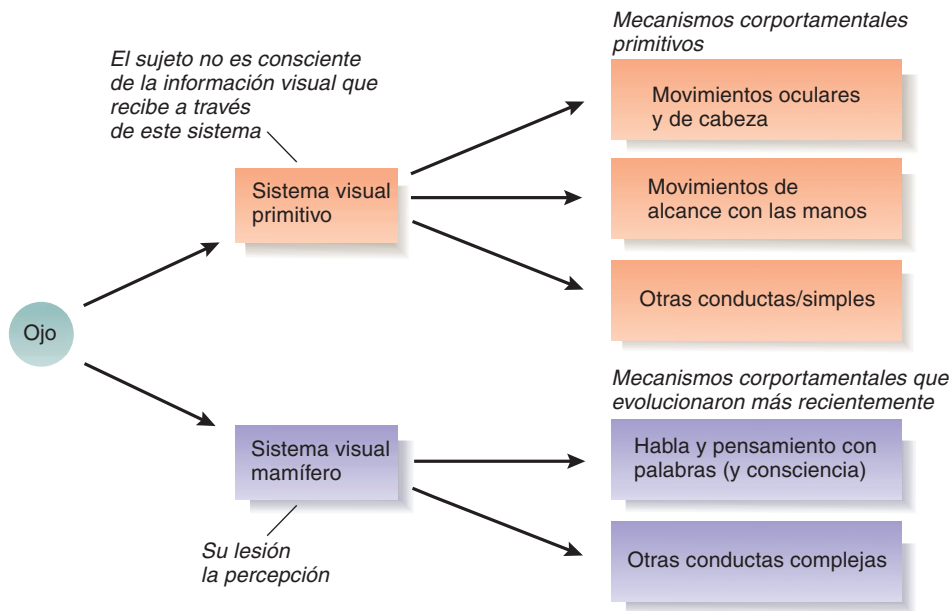 Mecanismos corportamentales
primitivos
El sujeto no es consciente
de la información visual que
recibe a través
de este sistema
Movimientos oculares
y de cabeza
Sistema visual
primitivo
Movimientos de
alcance con las manos
Otras conductas/simples
Ojo
Mecanismos corportamentales que
evolucionaron más recientemente
Sistema visual
mamífero
Habla y pensamiento con
palabras (y consciencia)
Su lesión
la percepción
Otras conductas complejas